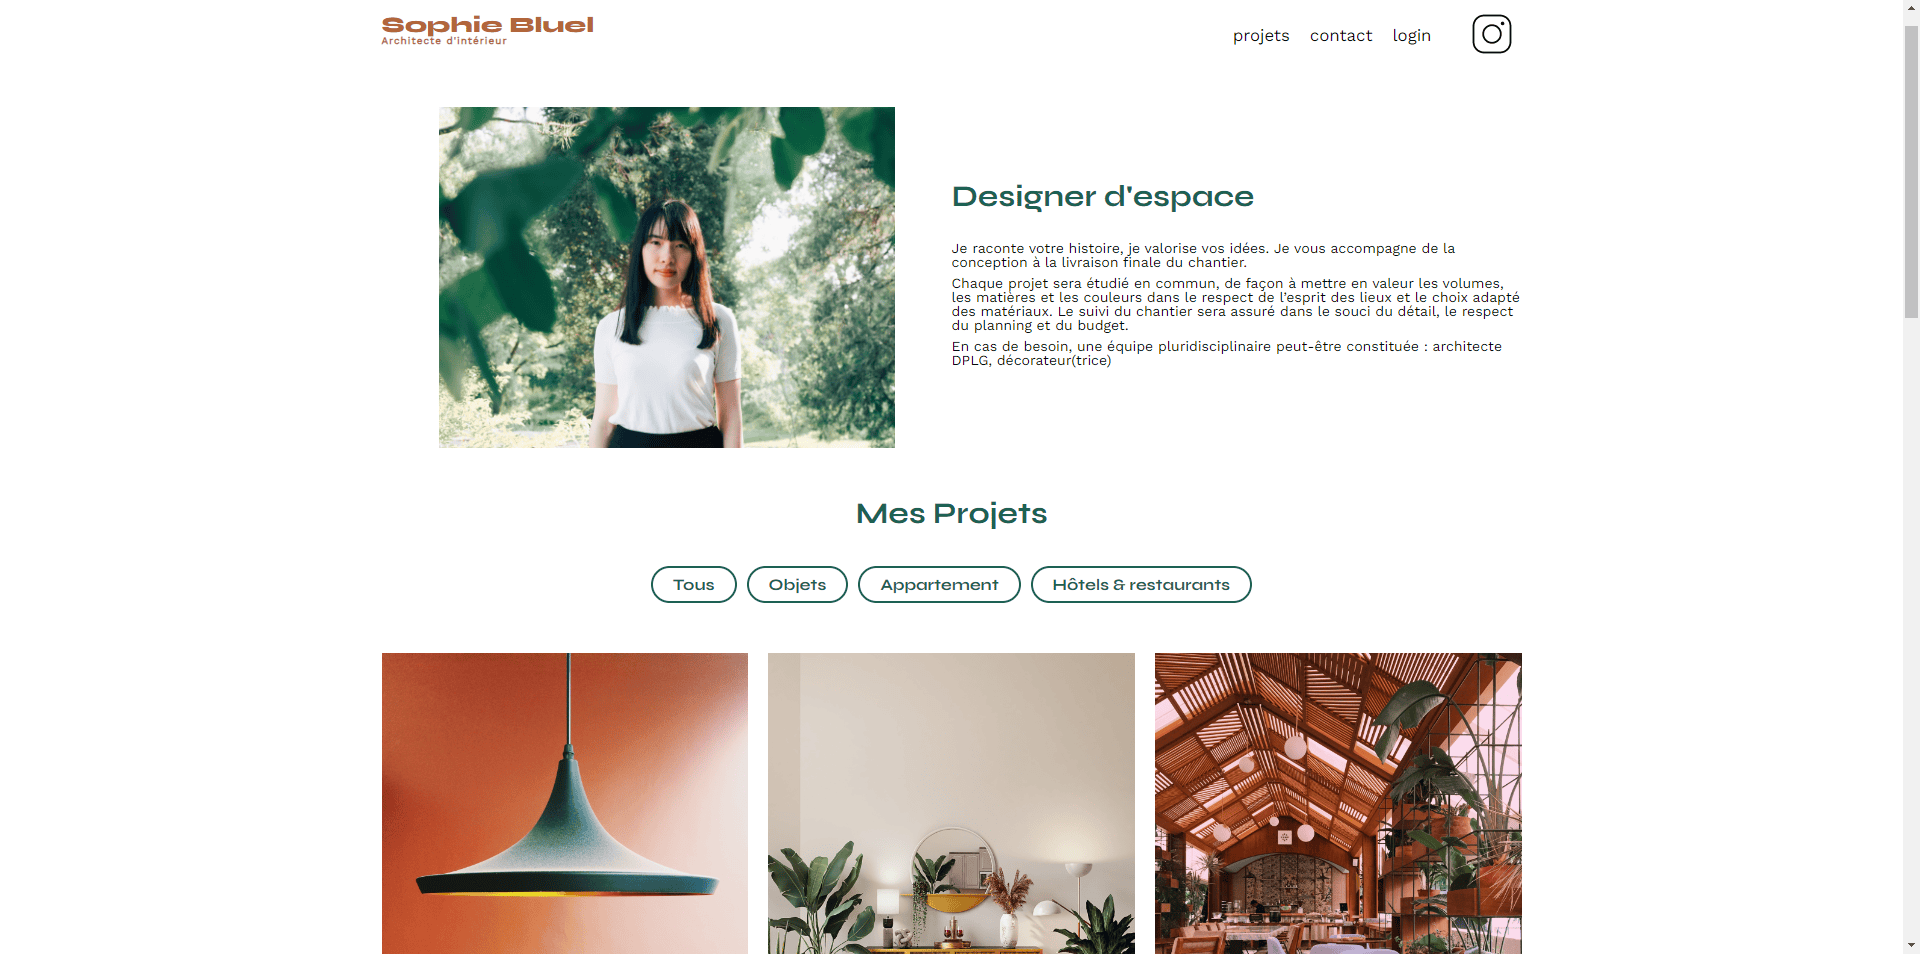 Sophie Bluel
Architecte d'intérieur
projets contact login
Designer d'espace
Je raconte votre histoire, je valorise vos idées. Je vous accompagne de la
conception à la livraison finale du chantier.
Chaque projet sera étudié en commun, de façon à mettre en valeur les volumes,
les matières et les couleurs dans le respect de l’esprit des lieux et le choix adapté
des matériaux. Le suivi du chantier sera assuré dans le souci du détail, le respect
du planning et du budget.
En cas de besoin, une équipe pluridisciplinaire peut-être constituée : architecte
DPLG, décorateur(trice)
Mes Projets
Tous Objets Appartement Hôtels & restaurants